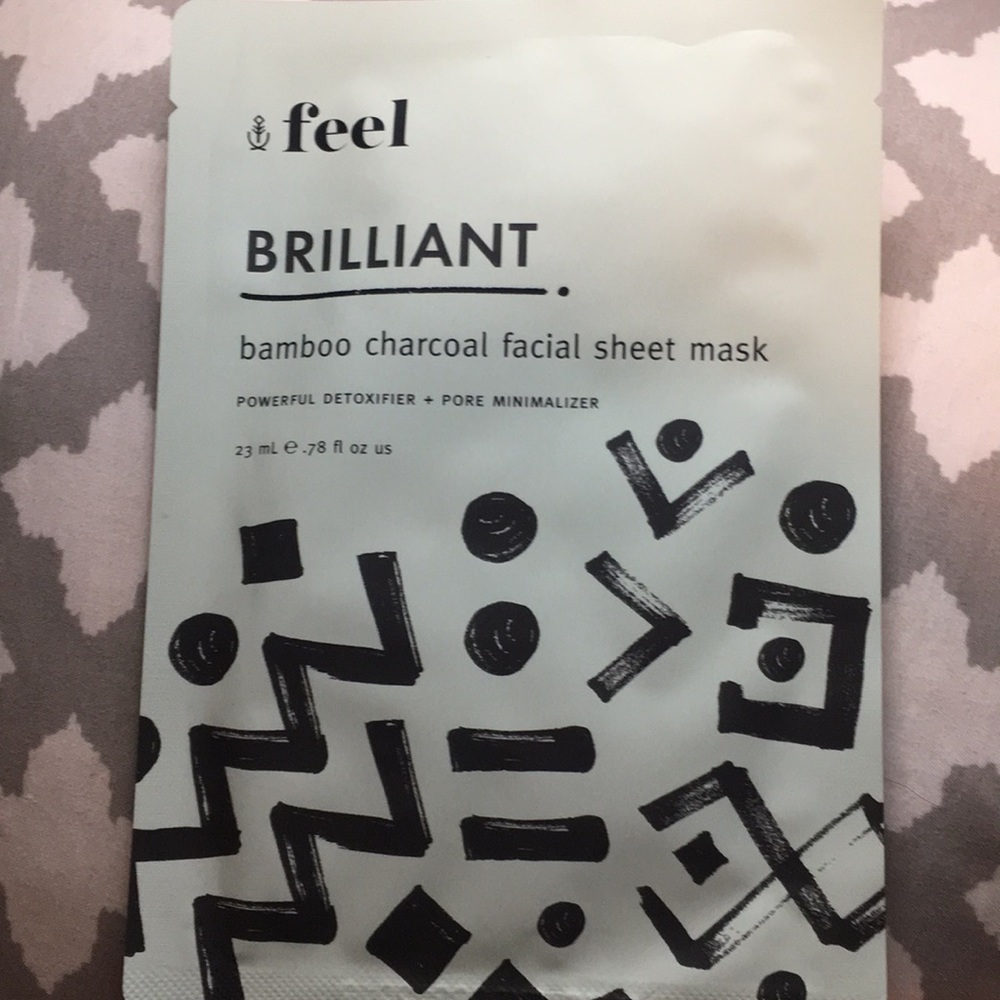 feel
BRILLIANT
bamboo charcoal facial sheet mask
POWERFUL DETOXIFIER + PORE MINIMALIZER
23 mL ℮ .78 fl oz us